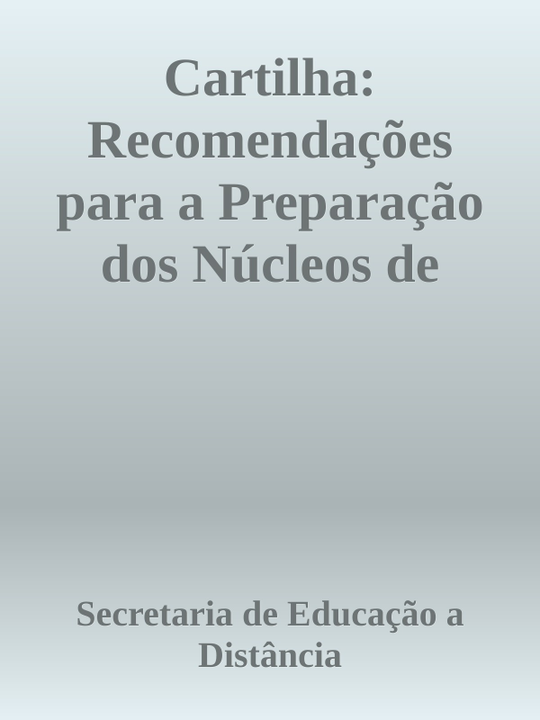 Cartilha:
Recomendações
para a Preparação
dos Núcleos de
Secretaria de Educação a
Distância